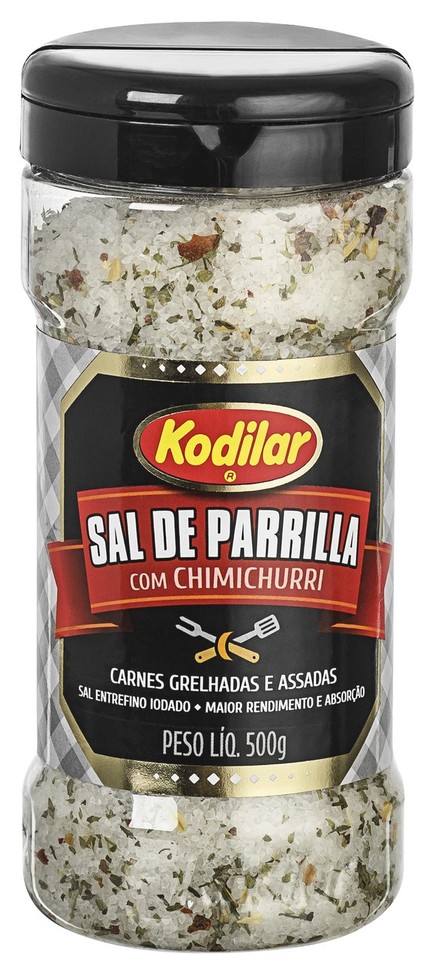 Kodilar
®
SAL DE PARRILLA
COM CHIMICHURRI
CARNES GRELHADAS E ASSADAS
SAL ENTREFINO IODADO • MAIOR RENDIMENTO E ABSORÇÃO
PESO LÍQ. 500g